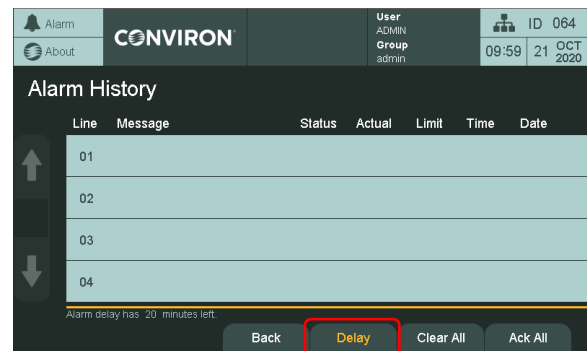 Alarm
About
CONVIRON
User
ADMIN
Group
admin
ID 064
09:59 21 OCT 2020
Alarm History
Line Message Status Actual Limit Time Date
01
02
03
04
Alarm delay has 20 minutes left.
Back Delay Clear All Ack All